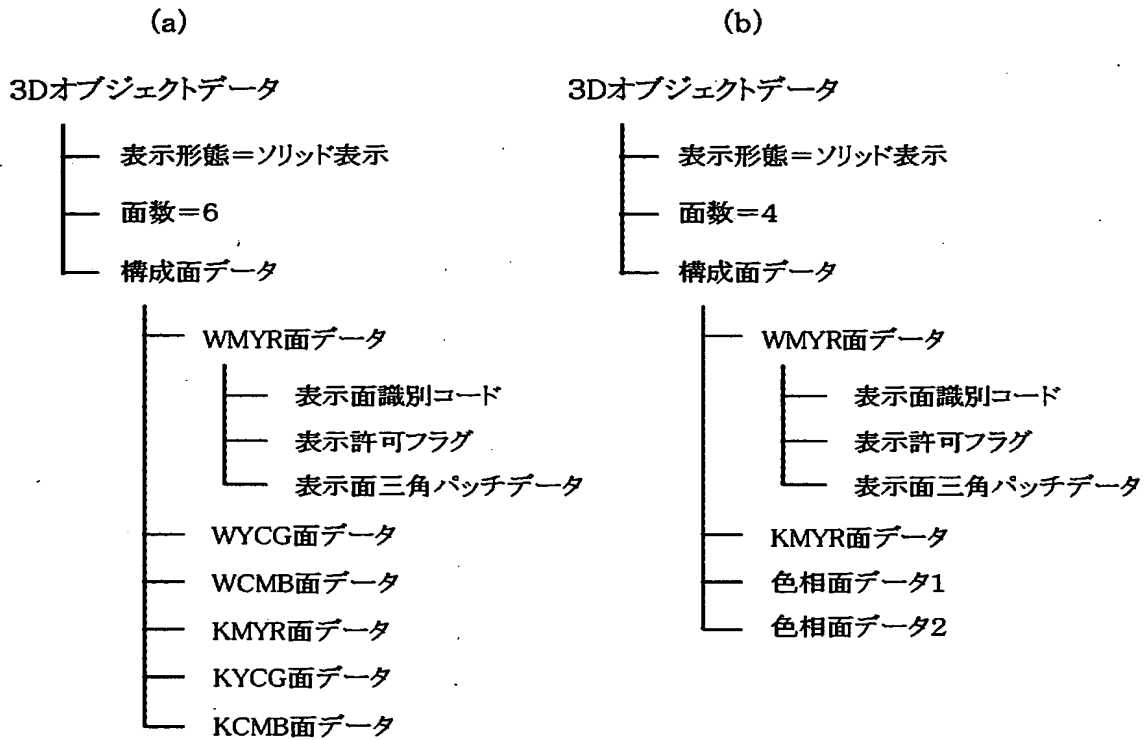 (a)
3Dオブジェクトデータ
表示形態＝ソリッド表示
面数＝6
構成面データ
WMYR面データ
表示面識別コード
表示許可フラグ
表示面三角パッチデータ
WYCG面データ
WCMB面データ
KMYR面データ
KYCG面データ
KCMB面データ
(b)
3Dオブジェクトデータ
表示形態＝ソリッド表示
面数＝4
構成面データ
WMYR面データ
表示面識別コード
表示許可フラグ
表示面三角パッチデータ
KMYR面データ
色相面データ1
色相面データ2